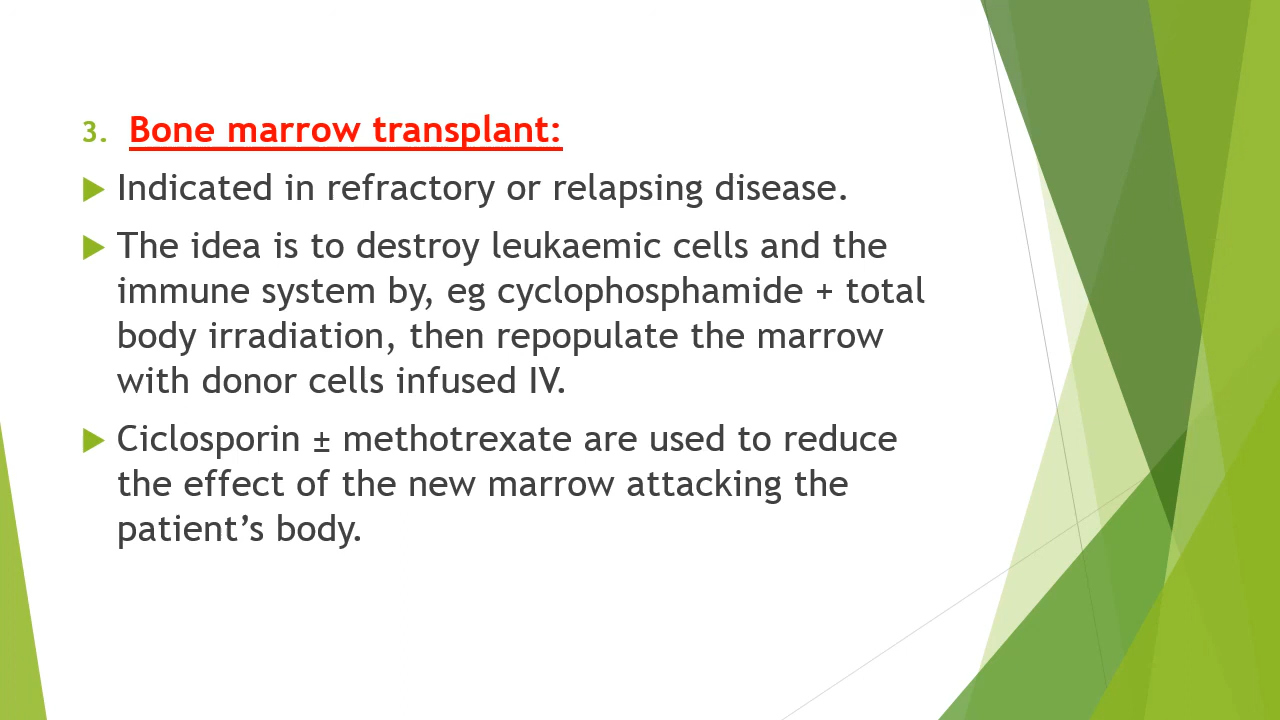 3. Bone marrow transplant:
Indicated in refractory or relapsing disease.
The idea is to destroy leukaemic cells and the
immune system by, eg cyclophosphamide + total
body irradiation, then repopulate the marrow
with donor cells infused IV.
Ciclosporin ± methotrexate are used to reduce
the effect of the new marrow attacking the
patient’s body.